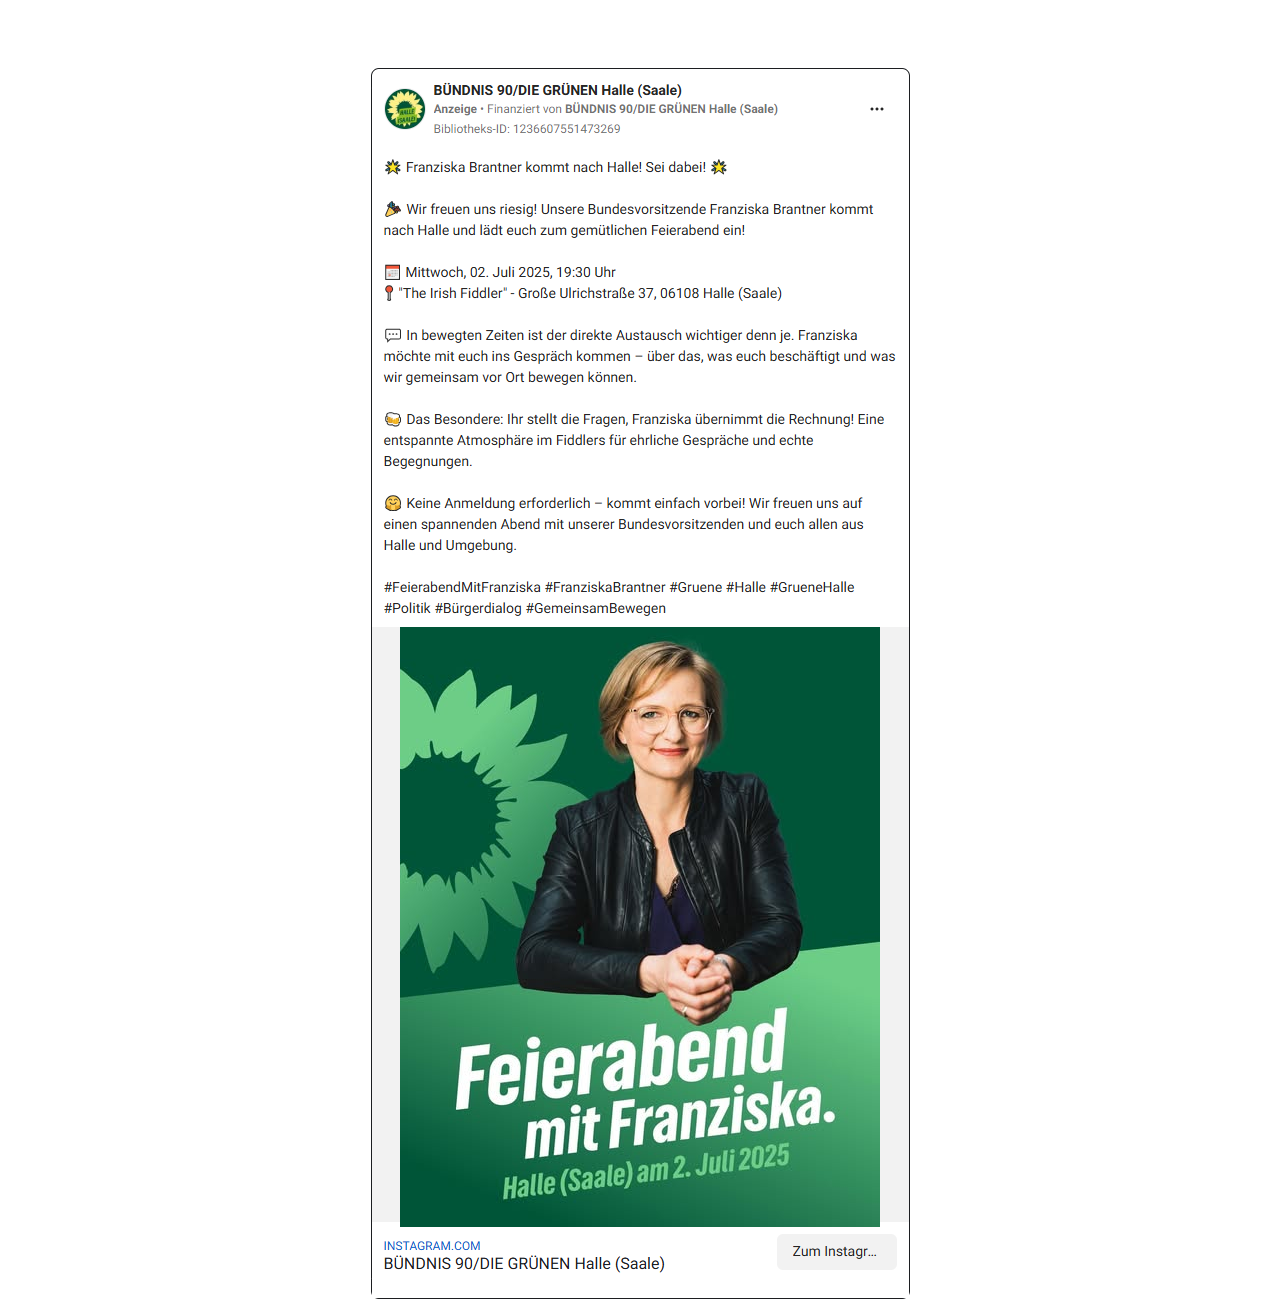 BÜNDNIS 90/DIE GRÜNEN Halle (Saale)
Anzeige • Finanziert von BÜNDNIS 90/DIE GRÜNEN Halle (Saale)
Bibliotheks-ID: 1236607551473269
HALLE (SAALE)
🌟 Franziska Brantner kommt nach Halle! Sei dabei! 🌟
🎉 Wir freuen uns riesig! Unsere Bundesvorsitzende Franziska Brantner kommt
nach Halle und lädt euch zum gemütlichen Feierabend ein!
📅 Mittwoch, 02. Juli 2025, 19:30 Uhr
📍 "The Irish Fiddler" - Große Ulrichstraße 37, 06108 Halle (Saale)
💬 In bewegten Zeiten ist der direkte Austausch wichtiger denn je. Franziska
möchte mit euch ins Gespräch kommen – über das, was euch beschäftigt und was
wir gemeinsam vor Ort bewegen können.
🍻 Das Besondere: Ihr stellt die Fragen, Franziska übernimmt die Rechnung! Eine
entspannte Atmosphäre im Fiddlers für ehrliche Gespräche und echte
Begegnungen.
🤗 Keine Anmeldung erforderlich – kommt einfach vorbei! Wir freuen uns auf
einen spannenden Abend mit unserer Bundesvorsitzenden und euch allen aus
Halle und Umgebung.
#FeierabendMitFranziska #FranziskaBrantner #Gruene #Halle #GrueneHalle
#Politik #Bürgerdialog #GemeinsamBewegen
Feierabend
mit Franziska.
Halle (Saale) am 2. Juli 2025
INSTAGRAM.COM
BÜNDNIS 90/DIE GRÜNEN Halle (Saale)
Zum Instagr...